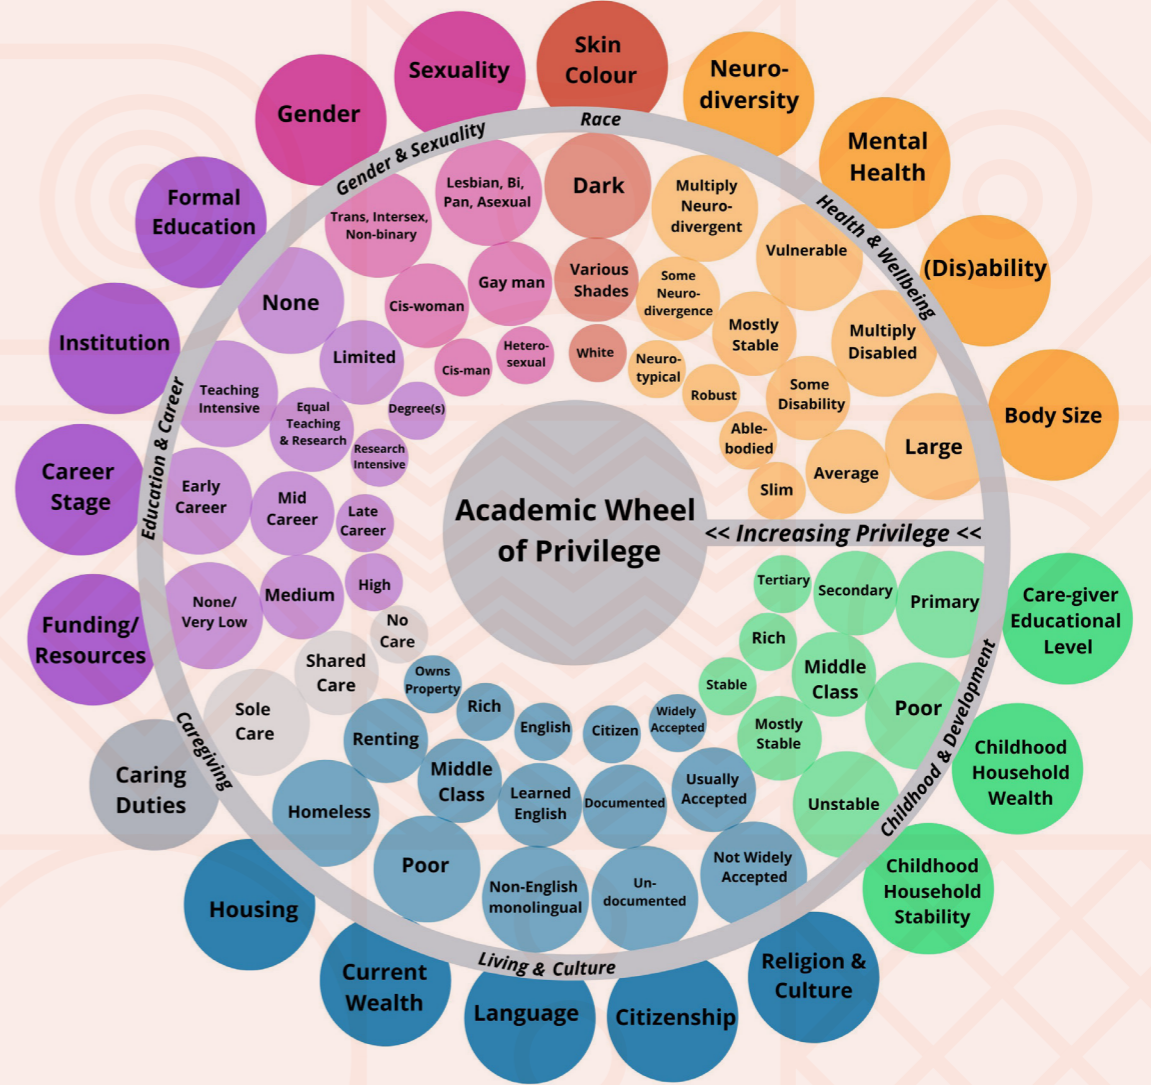 Academic Wheel
of Privilege
<< Increasing Privilege <<
Race
Skin
Colour
Dark
Various
Shades
White
Health & Wellbeing
Neuro-
diversity
Multiply
Neuro-
divergent
Some
Neuro-
divergence
Neuro-
typical
Mental
Health
Vulnerable
Mostly
Stable
Robust
(Dis)ability
Multiply
Disabled
Some
Disability
Able-
bodied
Body Size
Large
Average
Slim
Childhood & Development
Care-giver
Educational
Level
Primary
Secondary
Tertiary
Childhood
Household
Wealth
Poor
Middle
Class
Rich
Childhood
Household
Stability
Unstable
Mostly
Stable
Stable
Living & Culture
Religion &
Culture
Not Widely
Accepted
Usually
Accepted
Widely
Accepted
Citizenship
Un-
documented
Documented
Citizen
Language
Non-English
monolingual
Learned
English
English
Current
Wealth
Poor
Middle
Class
Rich
Housing
Homeless
Renting
Owns
Property
Caregiving
Caring
Duties
Sole
Care
Shared
Care
No
Care
Education & Career
Funding/
Resources
None/
Very Low
Medium
High
Career
Stage
Early
Career
Mid
Career
Late
Career
Institution
Teaching
Intensive
Equal
Teaching
& Research
Research
Intensive
Formal
Education
None
Limited
Degree(s)
Gender & Sexuality
Gender
Trans, Intersex,
Non-binary
Cis-woman
Cis-man
Sexuality
Lesbian, Bi,
Pan, Asexual
Gay man
Hetero-
sexual